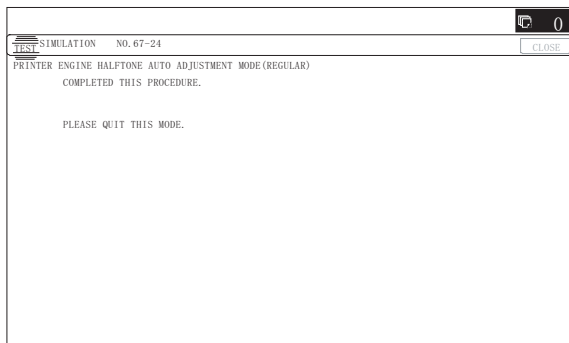 0
TEST SIMULATION NO.67-24
CLOSE
PRINTER ENGINE HALFTONE AUTO ADJUSTMENT MODE(REGULAR)
COMPLETED THIS PROCEDURE.
PLEASE QUIT THIS MODE.